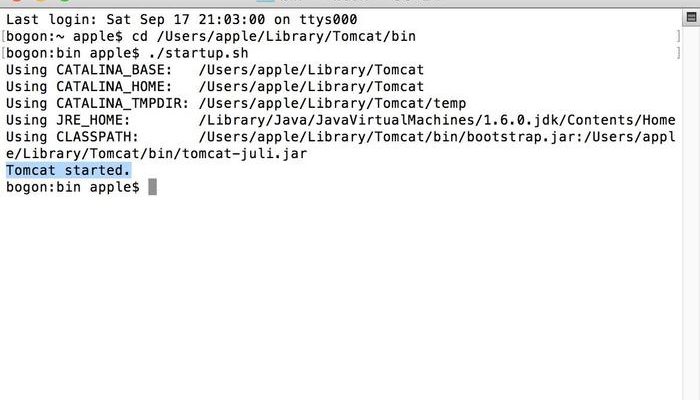 Last login: Sat Sep 17 21:03:00 on ttys000
[bogon:~ apple$ cd /Users/apple/Library/Tomcat/bin ]
[bogon:bin apple$ ./startup.sh ]
Using CATALINA_BASE:   /Users/apple/Library/Tomcat
Using CATALINA_HOME:   /Users/apple/Library/Tomcat
Using CATALINA_TMPDIR: /Users/apple/Library/Tomcat/temp
Using JRE_HOME:        /Library/Java/JavaVirtualMachines/1.6.0.jdk/Contents/Home
Using CLASSPATH:       /Users/apple/Library/Tomcat/bin/bootstrap.jar:/Users/appl
e/Library/Tomcat/bin/tomcat-juli.jar
Tomcat started.
bogon:bin apple$